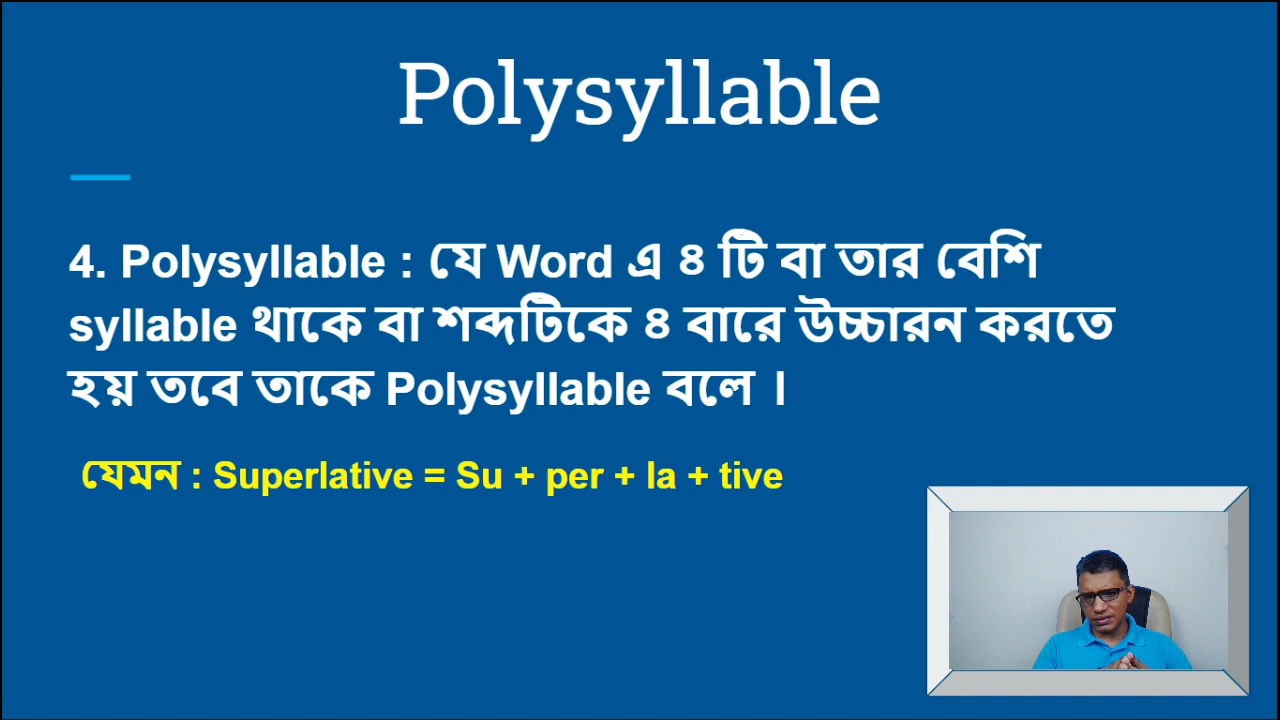 Polysyllable
4. Polysyllable : যে Word এ ৪ টি বা তার বেশি
syllable থাকে বা শব্দটিকে ৪ বারে উচ্চারন করতে
হয় তবে তাকে Polysyllable বলে ।
যেমন : Superlative = Su + per + la + tive